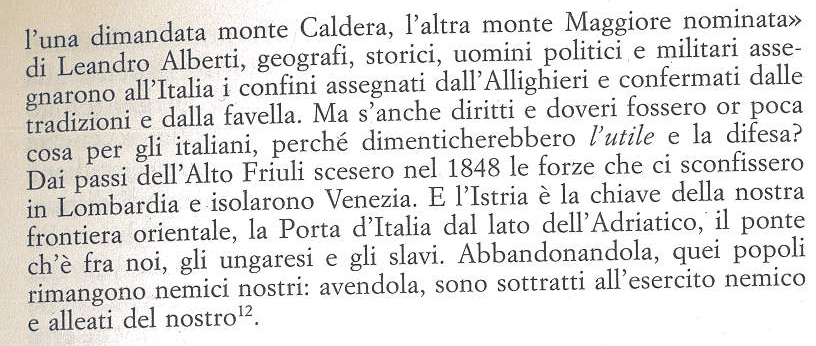 l'una dimandata monte Caldera, l'altra monte Maggiore nominata»
di Leandro Alberti, geografi, storici, uomini politici e militari asse-
gnarono all'Italia i confini assegnati dall'Allighieri e confermati dalle
tradizioni e dalla favella. Ma s'anche diritti e doveri fossero or poca
cosa per gli italiani, perché dimenticherebbero l'utile e la difesa?
Dai passi dell'Alto Friuli scesero nel 1848 le forze che ci sconfissero
in Lombardia e isolarono Venezia. E l'Istria è la chiave della nostra
frontiera orientale, la Porta d'Italia dal lato dell'Adriatico, il ponte
ch'è fra noi, gli ungaresi e gli slavi. Abbandonandola, quei popoli
rimangono nemici nostri: avendola, sono sottratti all'esercito nemico
e alleati del nostro¹².